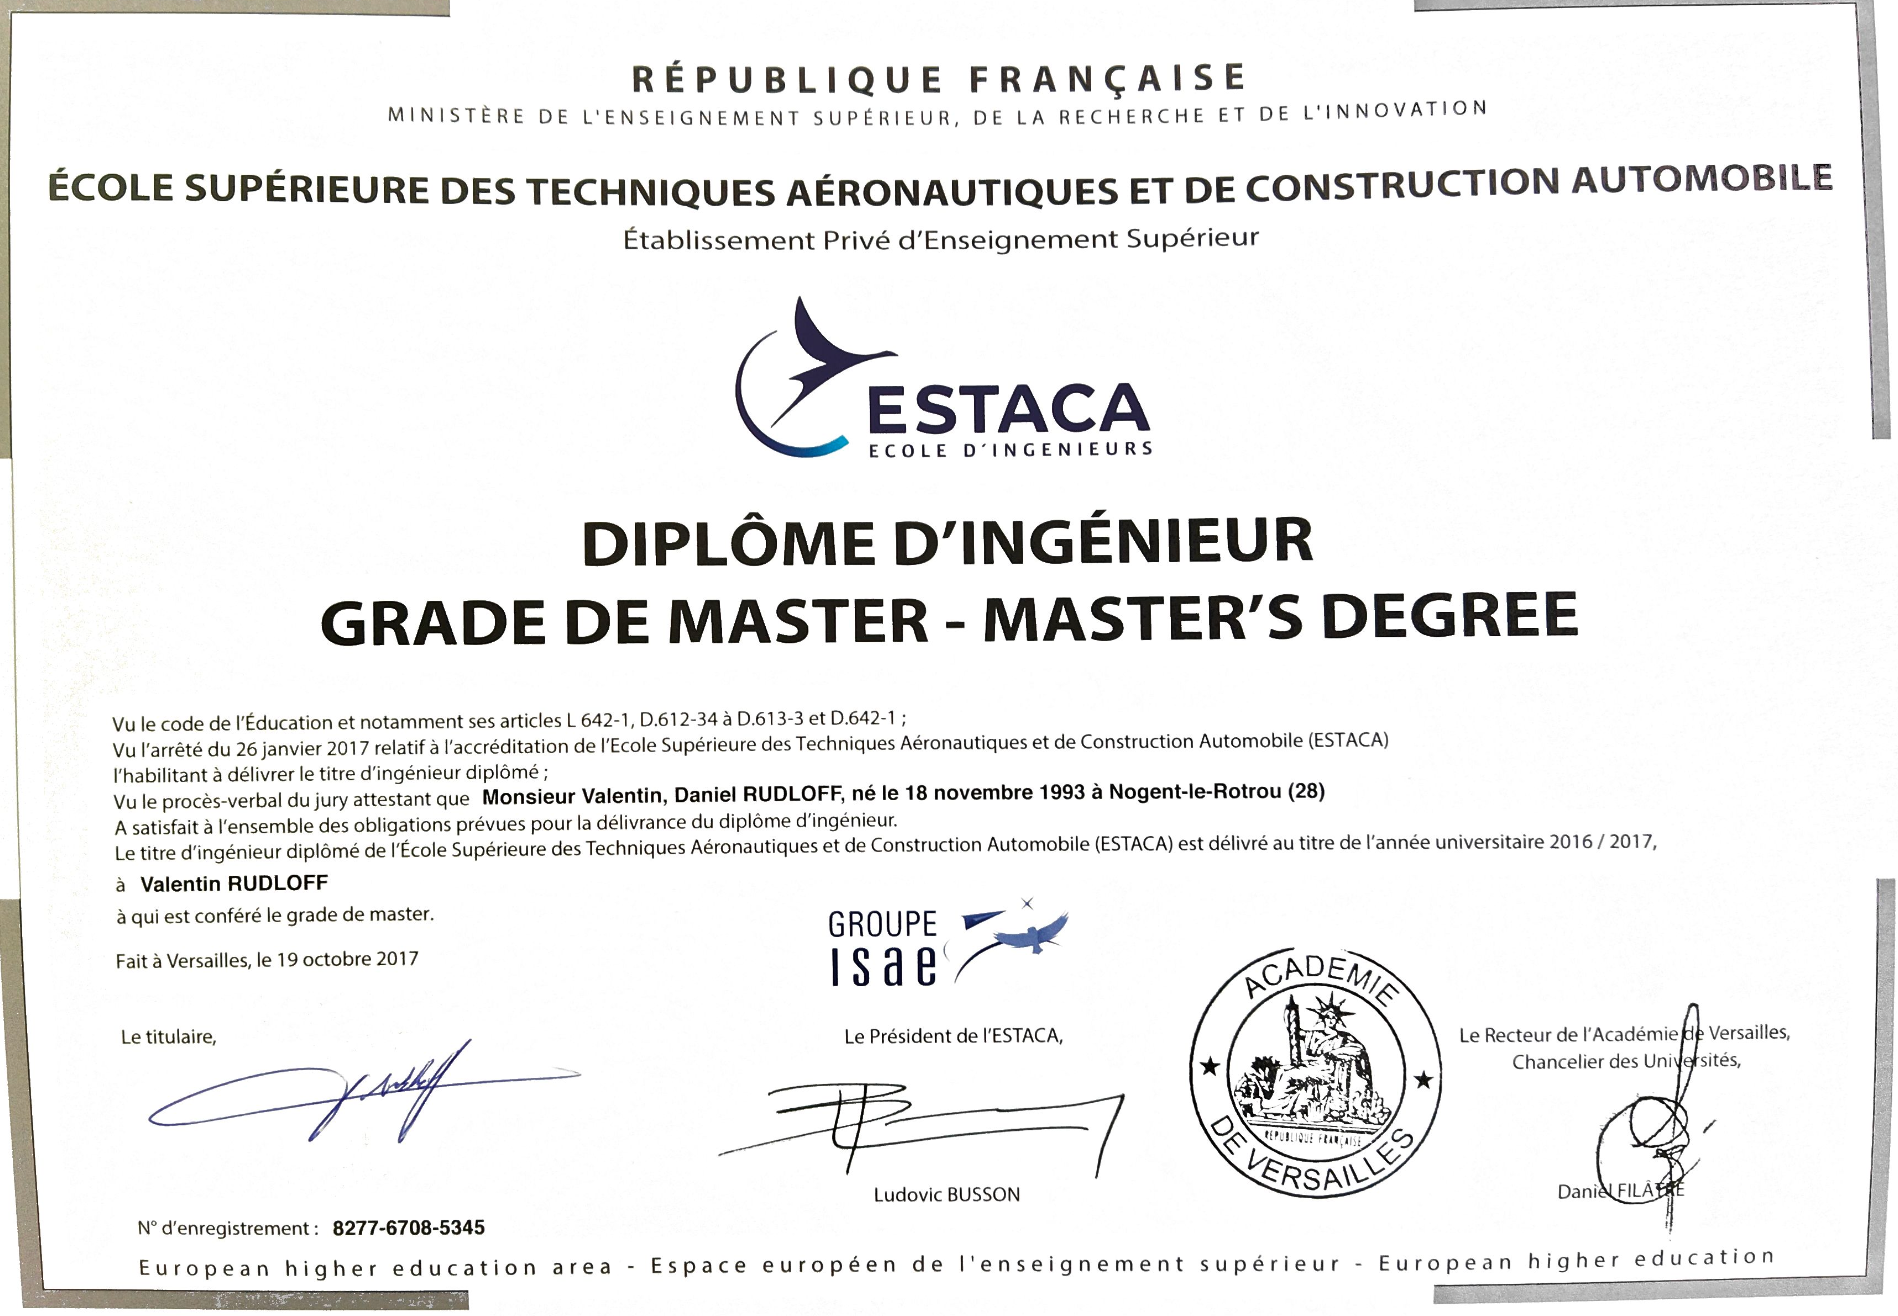 RÉPUBLIQUE FRANÇAISE
MINISTÈRE DE L'ENSEIGNEMENT SUPÉRIEUR, DE LA RECHERCHE ET DE L'INNOVATION
ÉCOLE SUPÉRIEURE DES TECHNIQUES AÉRONAUTIQUES ET DE CONSTRUCTION AUTOMOBILE
Établissement Privé d’Enseignement Supérieur
ESTACA
ECOLE D'INGENIEURS
DIPLÔME D’INGÉNIEUR
GRADE DE MASTER - MASTER’S DEGREE
Vu le code de l’Éducation et notamment ses articles L 642-1, D.612-34 à D.613-3 et D.642-1 ;
Vu l’arrêté du 26 janvier 2017 relatif à l’accréditation de l’Ecole Supérieure des Techniques Aéronautiques et de Construction Automobile (ESTACA)
l’habilitant à délivrer le titre d’ingénieur diplômé ;
Vu le procès-verbal du jury attestant que Monsieur Valentin, Daniel RUDLOFF, né le 18 novembre 1993 à Nogent-le-Rotrou (28)
A satisfait à l’ensemble des obligations prévues pour la délivrance du diplôme d’ingénieur.
Le titre d’ingénieur diplômé de l’École Supérieure des Techniques Aéronautiques et de Construction Automobile (ESTACA) est délivré au titre de l’année universitaire 2016 / 2017,
à Valentin RUDLOFF
à qui est conféré le grade de master.
Fait à Versailles, le 19 octobre 2017
GROUPE
isae
ACADEMIE
DE VERSAILLES
RÉPUBLIQUE FRANÇAISE
Le titulaire,
Le Président de l’ESTACA,
Le Recteur de l’Académie de Versailles,
Chancelier des Universités,
Ludovic BUSSON
Daniel FILÂTRE
N° d’enregistrement : 8277-6708-5345
European higher education area - Espace européen de l'enseignement supérieur - European higher education